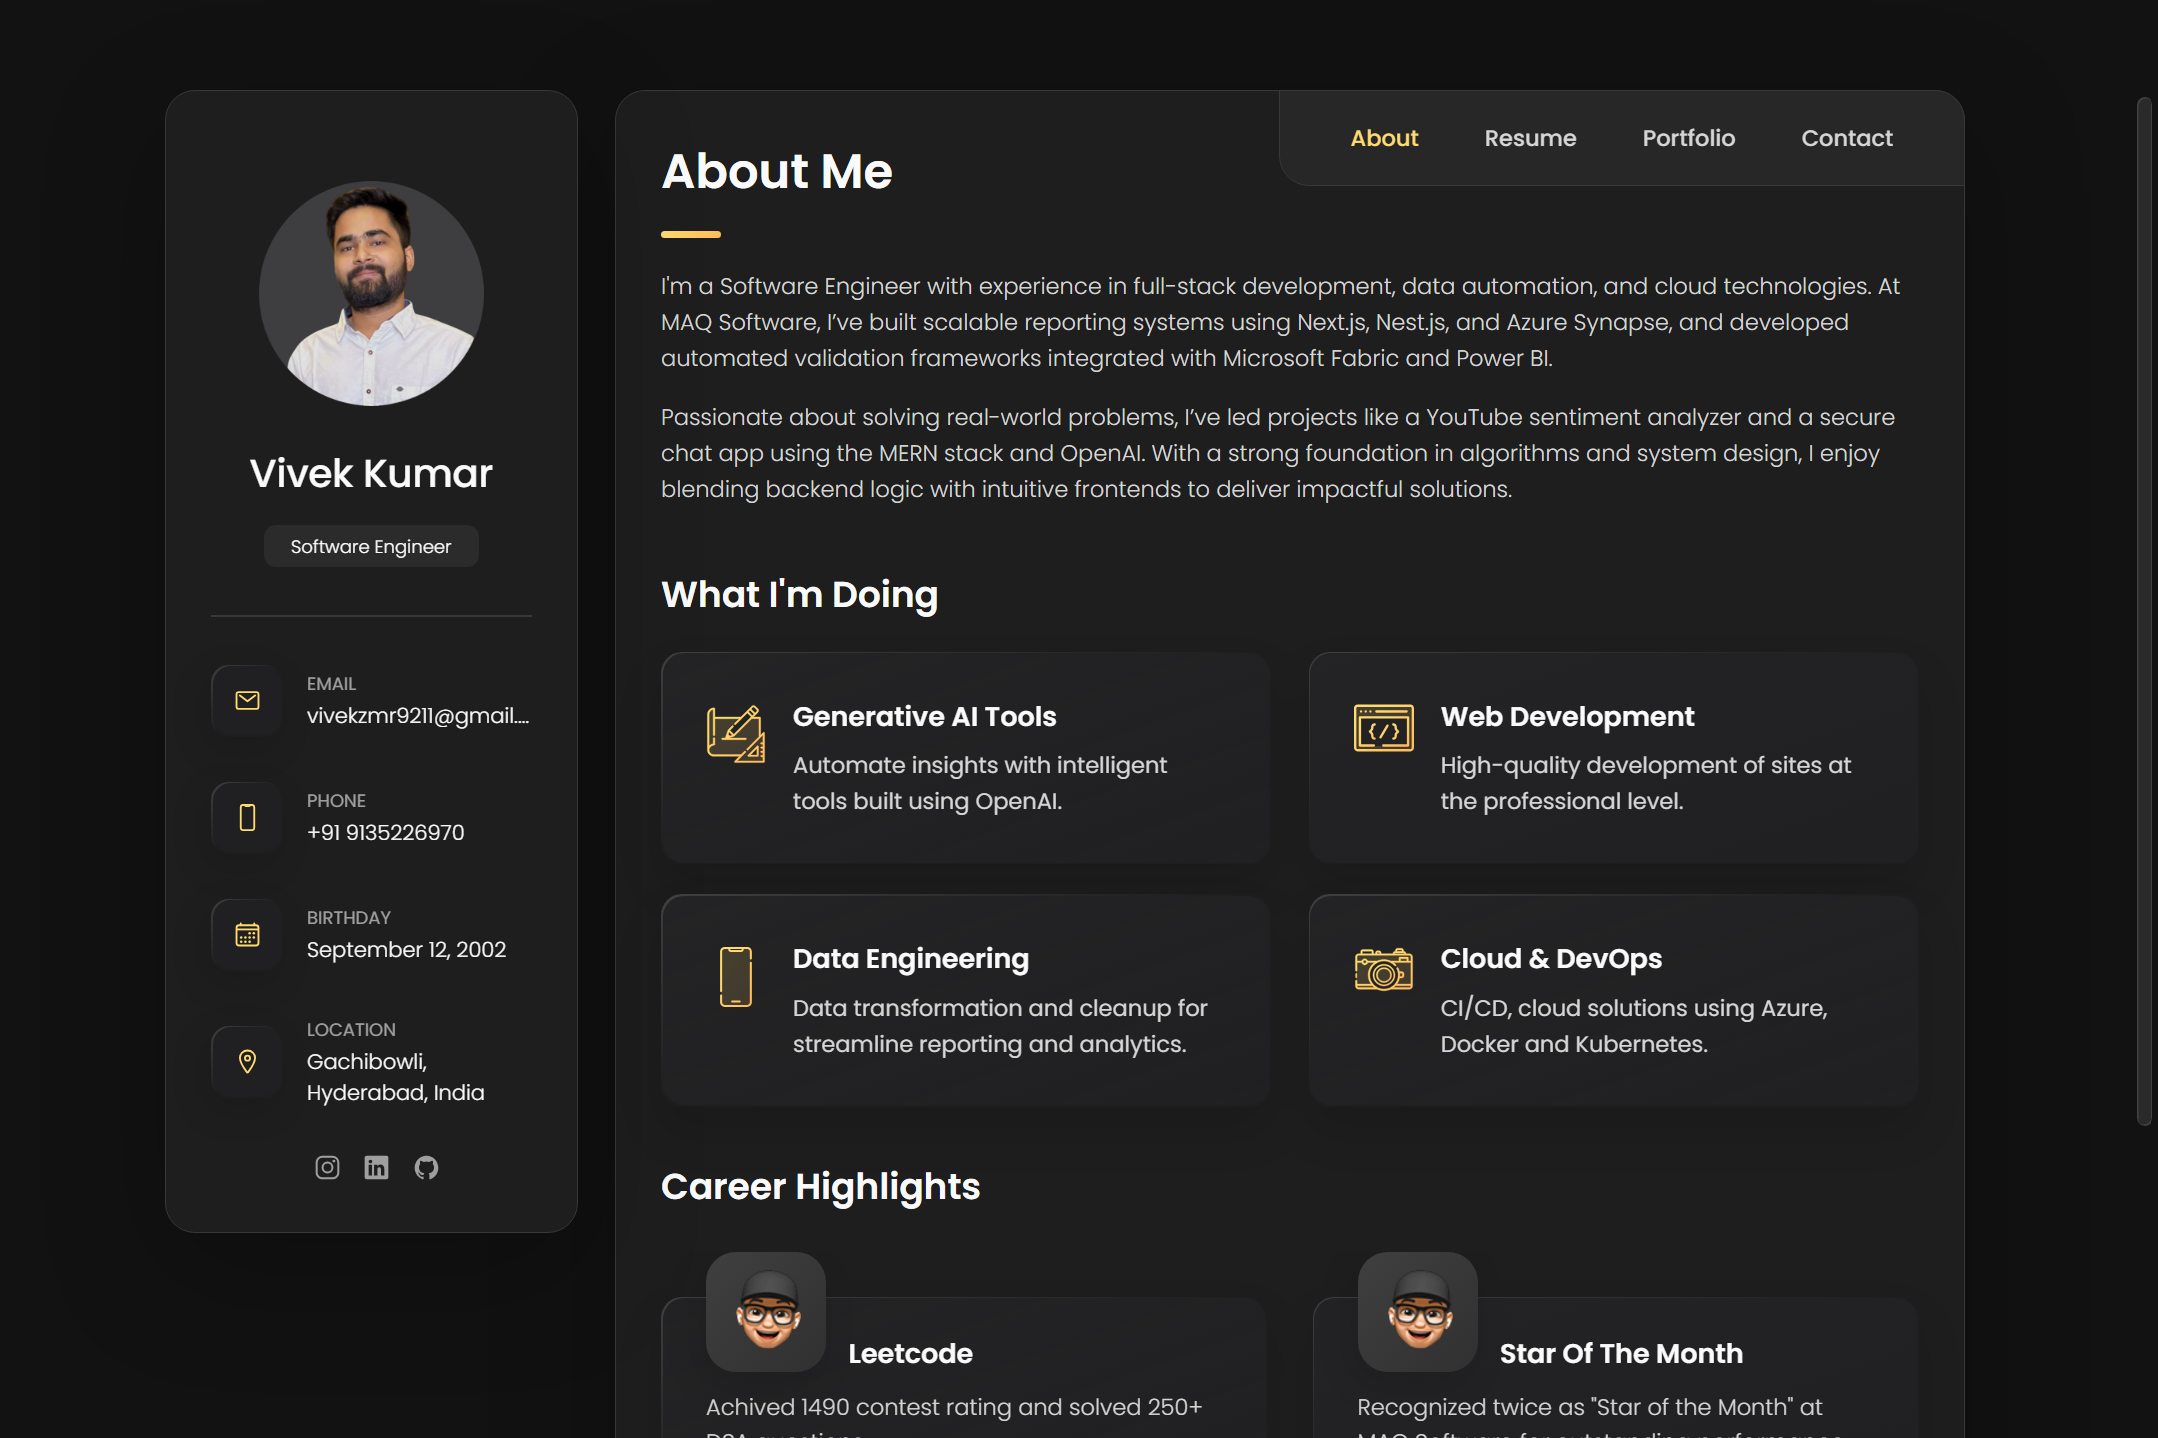 Vivek Kumar
Software Engineer
EMAIL
vivekzmr9211@gmail....
PHONE
+91 9135226970
BIRTHDAY
September 12, 2002
LOCATION
Gachibowli,
Hyderabad, India
About
Resume
Portfolio
Contact
About Me
I'm a Software Engineer with experience in full-stack development, data automation, and cloud technologies. At
MAQ Software, I’ve built scalable reporting systems using Next.js, Nest.js, and Azure Synapse, and developed
automated validation frameworks integrated with Microsoft Fabric and Power BI.
Passionate about solving real-world problems, I’ve led projects like a YouTube sentiment analyzer and a secure
chat app using the MERN stack and OpenAI. With a strong foundation in algorithms and system design, I enjoy
blending backend logic with intuitive frontends to deliver impactful solutions.
What I'm Doing
Generative AI Tools
Automate insights with intelligent
tools built using OpenAI.
Web Development
High-quality development of sites at
the professional level.
Data Engineering
Data transformation and cleanup for
streamline reporting and analytics.
Cloud & DevOps
CI/CD, cloud solutions using Azure,
Docker and Kubernetes.
Career Highlights
Leetcode
Achived 1490 contest rating and solved 250+
Star Of The Month
Recognized twice as "Star of the Month" at